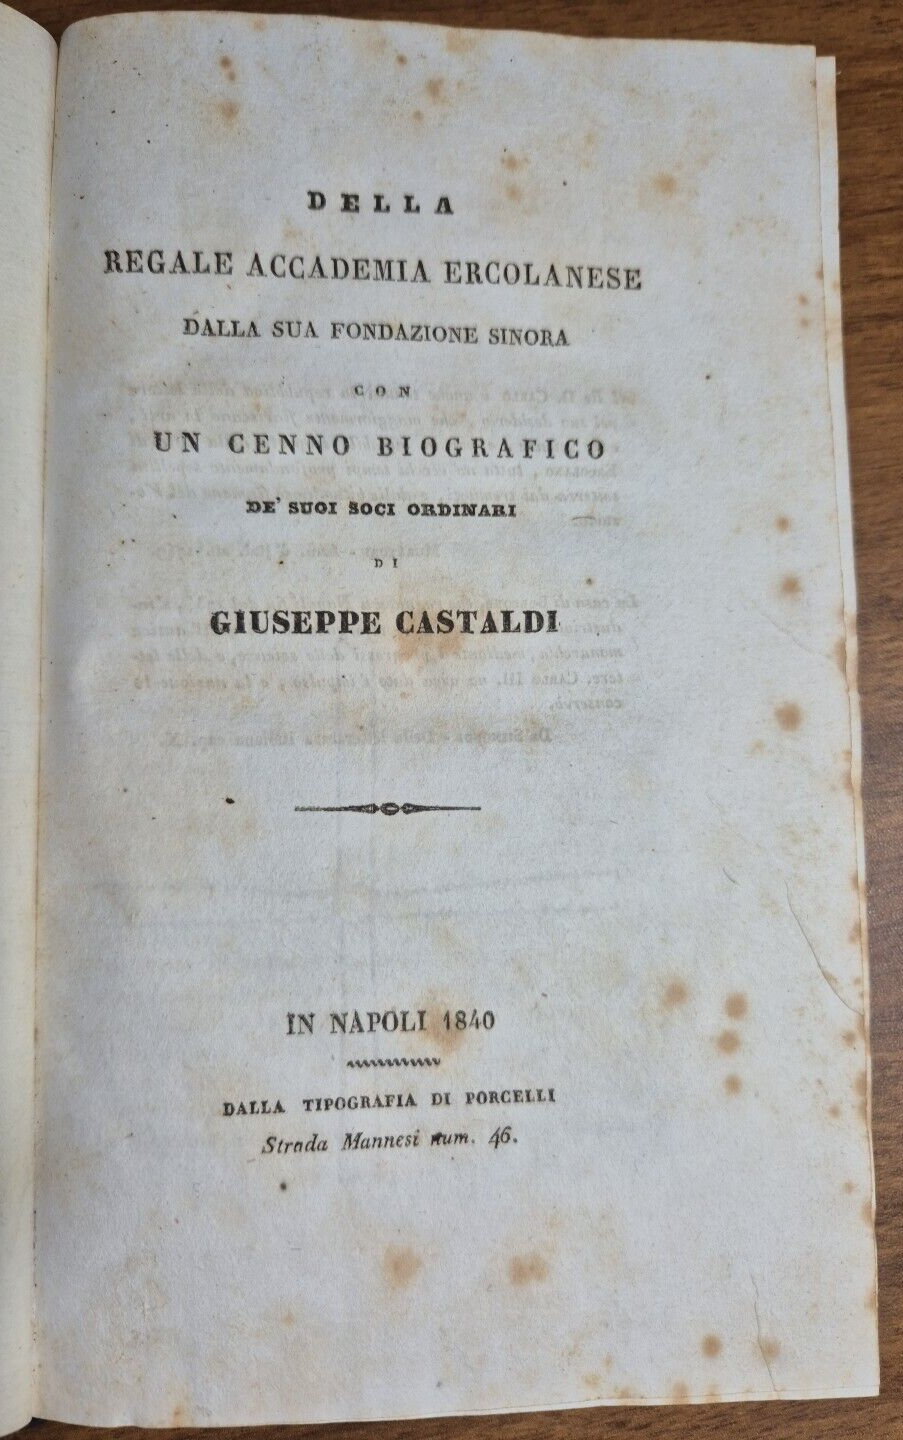 DELLA
REGALE ACCADEMIA ERCOLANESE
DALLA SUA FONDAZIONE SINORA
CON
UN CENNO BIOGRAFICO
DE' SUOI SOCI ORDINARI
DI
GIUSEPPE CASTALDI
IN NAPOLI 1840
DALLA TIPOGRAFIA DI PORCELLI
Strada Mannesi num. 46.